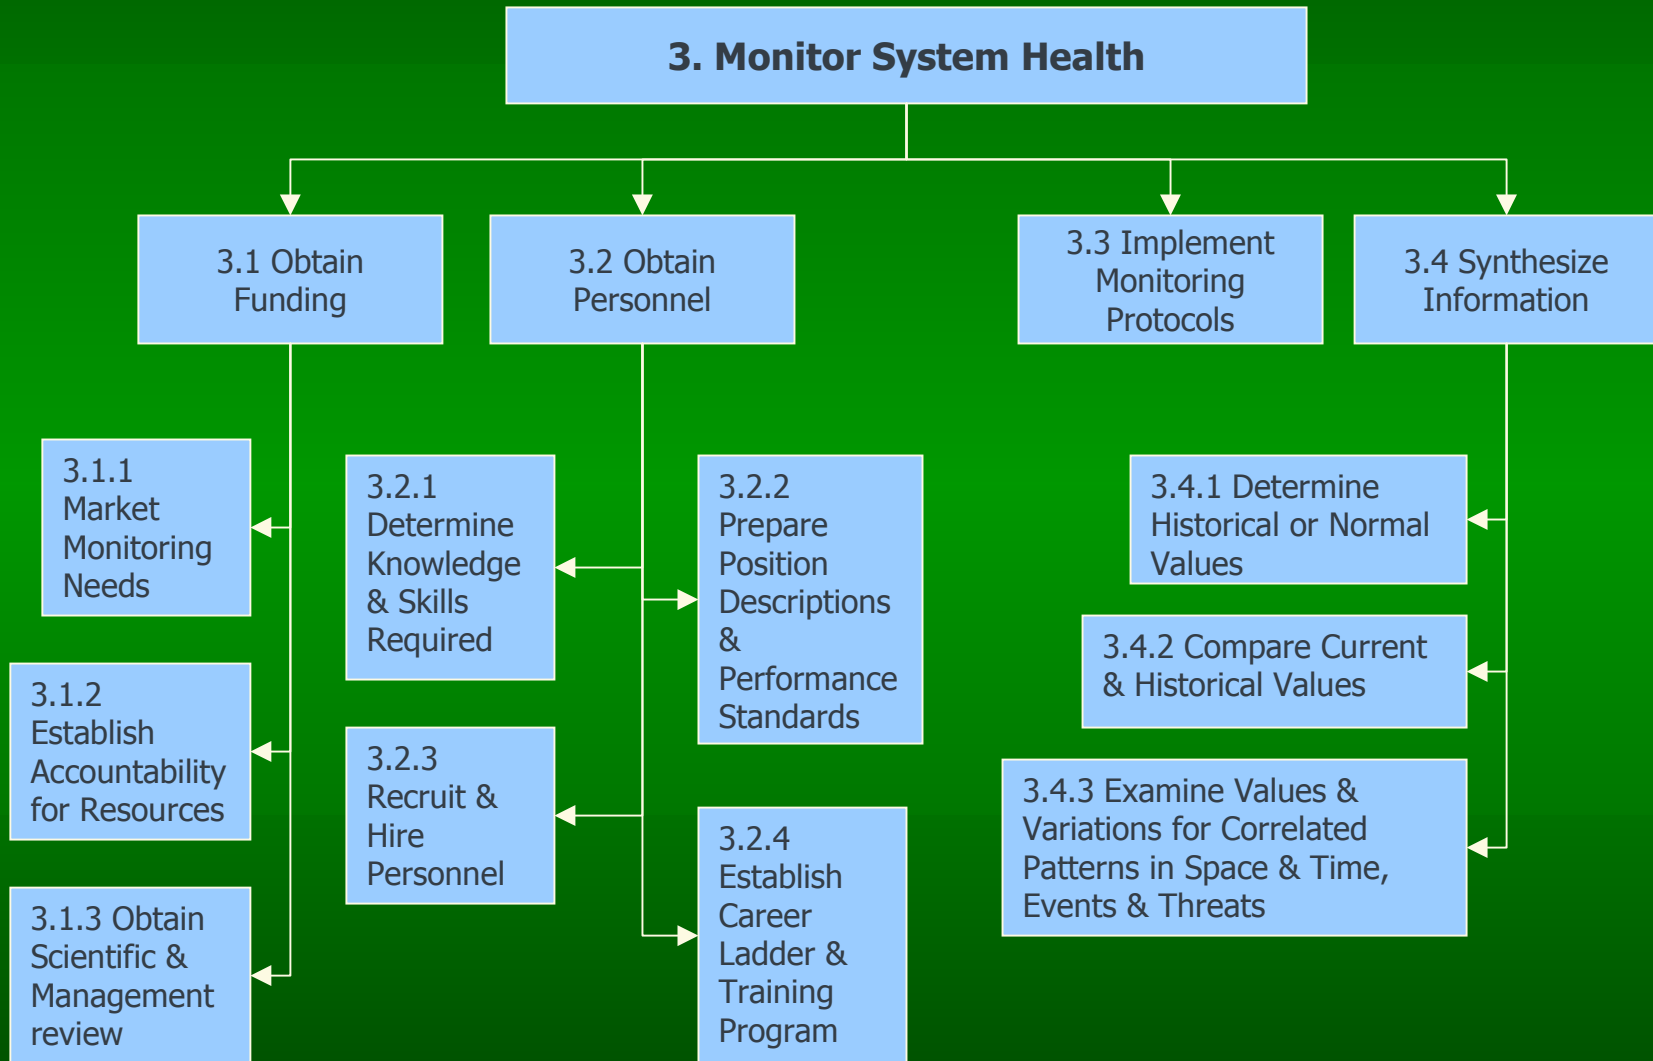 3. Monitor System Health
3.1 Obtain
Funding
3.2 Obtain
Personnel
3.3 Implement
Monitoring
Protocols
3.4 Synthesize
Information
3.1.1
Market
Monitoring
Needs
3.1.2
Establish
Accountability
for Resources
3.1.3 Obtain
Scientific &
Management
review
3.2.1
Determine
Knowledge
& Skills
Required
3.2.2
Prepare
Position
Descriptions
&
Performance
Standards
3.2.3
Recruit &
Hire
Personnel
3.2.4
Establish
Career
Ladder &
Training
Program
3.4.1 Determine
Historical or Normal
Values
3.4.2 Compare Current
& Historical Values
3.4.3 Examine Values &
Variations for Correlated
Patterns in Space & Time,
Events & Threats